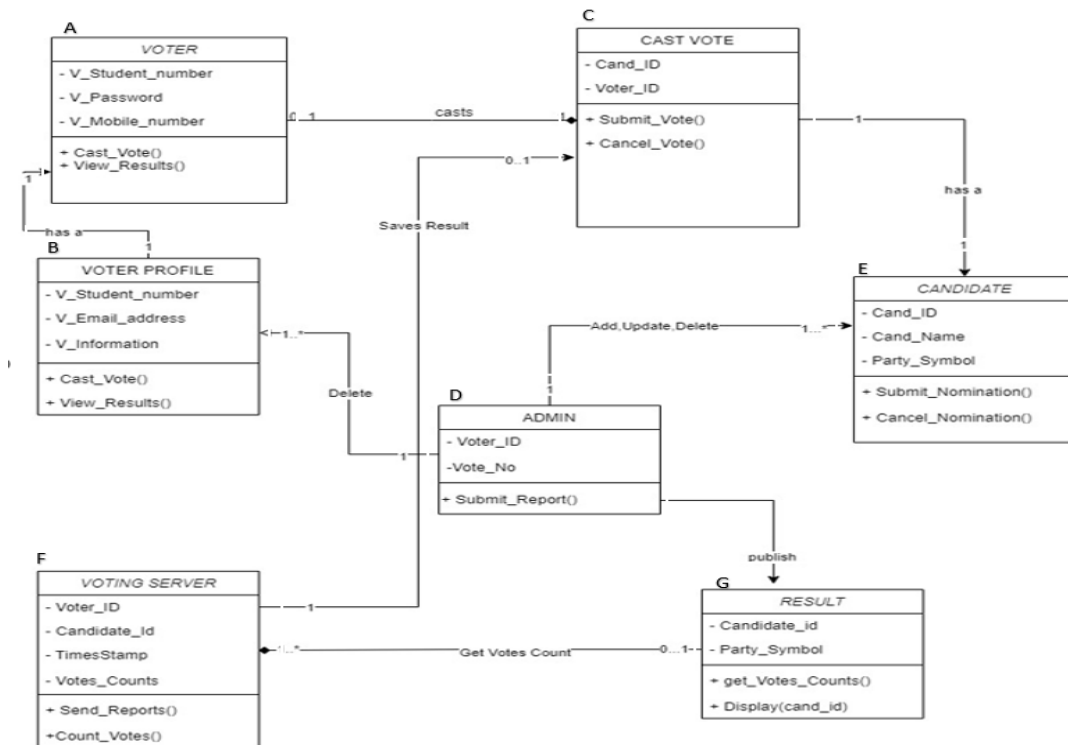 A
VOTER
- V_Student_number
- V_Password
- V_Mobile_number
+ Cast_Vote()
+ View_Results()
C
CAST VOTE
- Cand_ID
- Voter_ID
+ Submit_Vote()
+ Cancel_Vote()
casts
1
0..1
1
has a
1
Saves Result
1
has a
1
B
VOTER PROFILE
- V_Student_number
- V_Email_address
- V_Information
+ Cast_Vote()
+ View_Results()
1..*
Delete
1
E
CANDIDATE
- Cand_ID
- Cand_Name
- Party_Symbol
+ Submit_Nomination()
+ Cancel_Nomination()
Add,Update,Delete
1...*
1
D
ADMIN
- Voter_ID
-Vote_No
+ Submit_Report()
publish
F
VOTING SERVER
- Voter_ID
- Candidate_Id
- TimesStamp
- Votes_Counts
+ Send_Reports()
+Count_Votes()
1
Get Votes Count
0...1
G
RESULT
- Candidate_id
- Party_Symbol
+ get_Votes_Counts()
+ Display(cand_id)